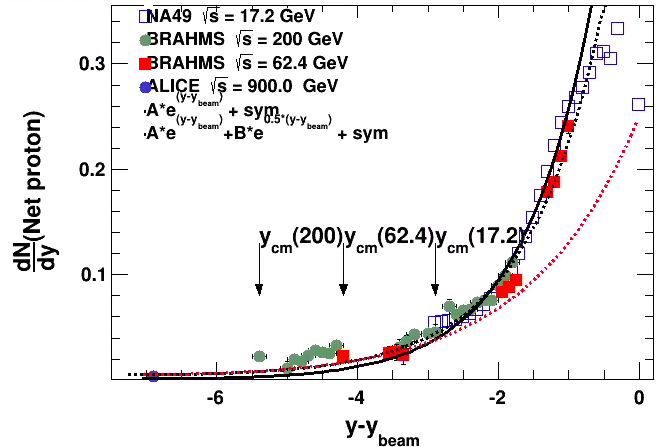 NA49 √s = 17.2 GeV
BRAHMS √s = 200 GeV
BRAHMS √s = 62.4 GeV
ALICE √s = 900.0 GeV
A*e^(y-y_beam) + sym
A*e^(y-y_beam) +B*e^0.5*(y-y_beam) + sym
0.3
0.2
0.1
dN/dy(Net proton)
y_cm(200)y_cm(62.4)y_cm(17.2)
-6 -4 -2 0
y-y_beam